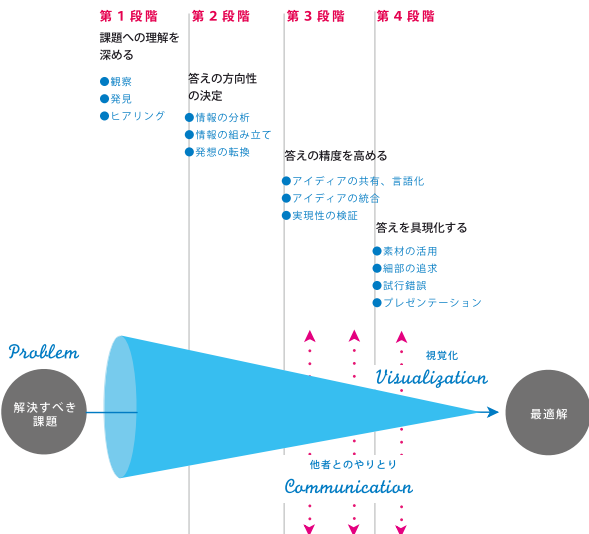 第1段階
課題への理解を
深める
●観察
●発見
●ヒアリング
第2段階
答えの方向性
の決定
●情報の分析
●情報の組み立て
●発想の転換
第3段階
答えの精度を高める
●アイディアの共有、言語化
●アイディアの統合
●実現性の検証
第4段階
答えを具現化する
●素材の活用
●細部の追求
●試行錯誤
●プレゼンテーション
Problem
解決すべき
課題
視覚化
Visualization
最適解
他者とのやりとり
Communication